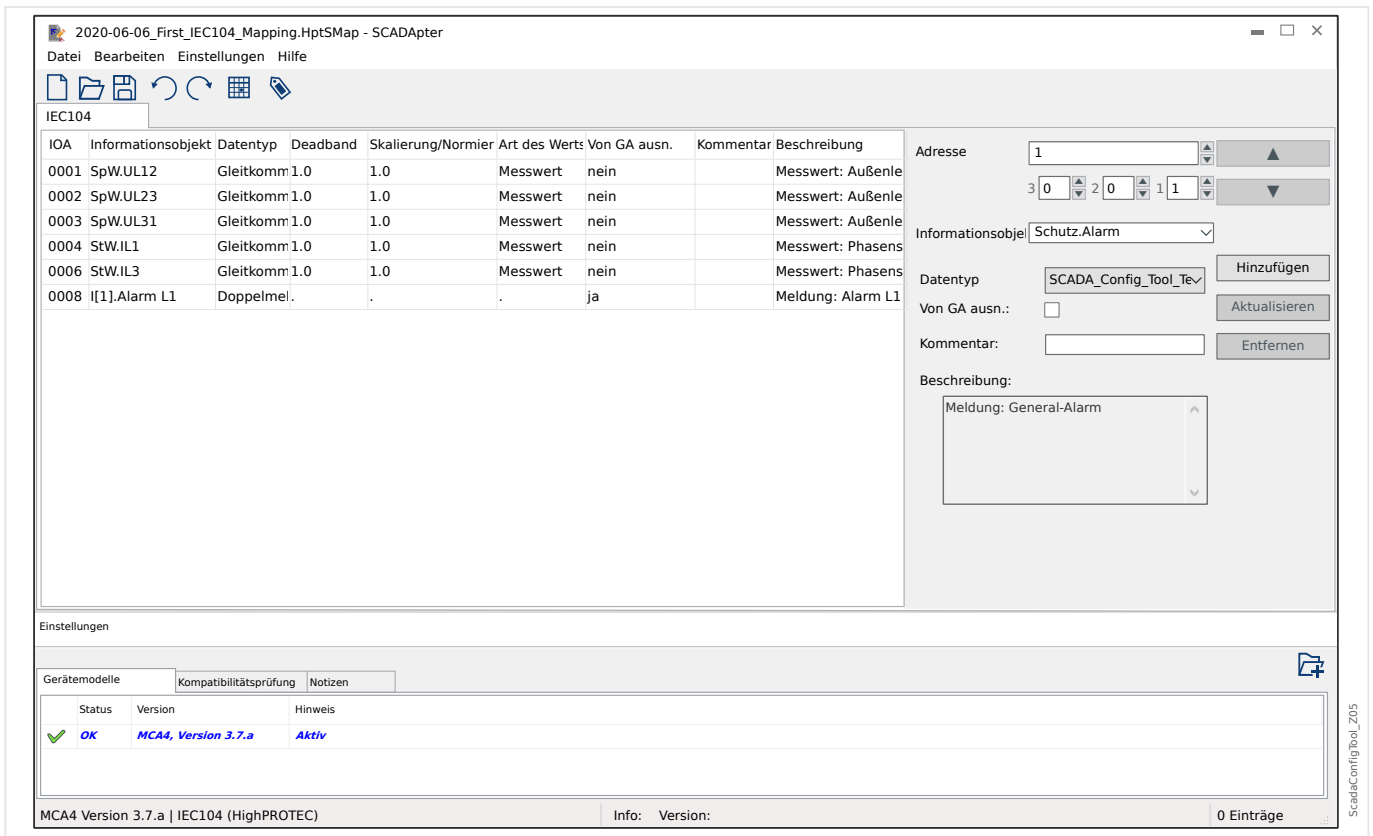 2020-06-06_First_IEC104_Mapping.HptSMap - SCADApter
Datei Bearbeiten Einstellungen Hilfe
IEC104
IOA Informationsobjekt Datentyp Deadband Skalierung/Normier Art des Werts Von GA ausn. Kommentar Beschreibung
0001 SpW.UL12 Gleitkomm 1.0 1.0 Messwert nein Messwert: Außenle
0002 SpW.UL23 Gleitkomm 1.0 1.0 Messwert nein Messwert: Außenle
0003 SpW.UL31 Gleitkomm 1.0 1.0 Messwert nein Messwert: Außenle
0004 StW.IL1 Gleitkomm 1.0 1.0 Messwert nein Messwert: Phasens
0006 StW.IL3 Gleitkomm 1.0 1.0 Messwert nein Messwert: Phasens
0008 I[1].Alarm L1 Doppelmel . . . ja Meldung: Alarm L1
Adresse 1
3 0 2 0 1 1
Informationsobjel Schutz.Alarm
Hinzufügen
Datentyp SCADA_Config_Tool_Te
Von GA ausn.:
Aktualisieren
Kommentar:
Entfernen
Beschreibung:
Meldung: General-Alarm
Einstellungen
Gerätemodelle Kompatibilitätsprüfung Notizen
Status Version Hinweis
OK MCA4, Version 3.7.a Aktiv
MCA4 Version 3.7.a | IEC104 (HighPROTEC) Info: Version: 0 Einträge
ScadaConfigTool_Z05